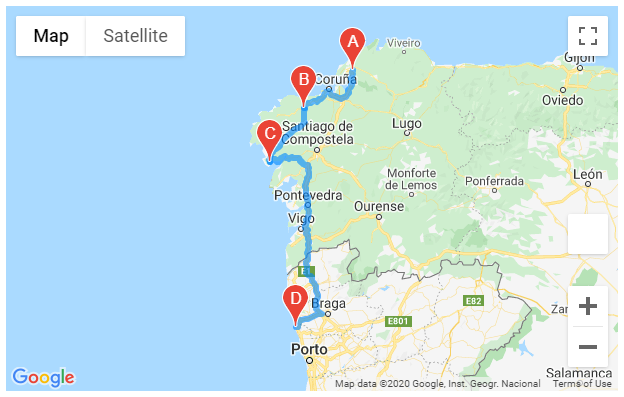 Map
Satellite
A
Viveiro
Gijón
B
Coruña
Oviedo
C
Santiago de
Compostela
Lugo
León
Monforte
de Lemos
Ponferrada
Pontevedra
Ourense
Vigo
E1
D
Braga
E82
E801
Zam
Porto
Salamanca
Google
Map data ©2020 Google, Inst. Geogr. Nacional
Terms of Use